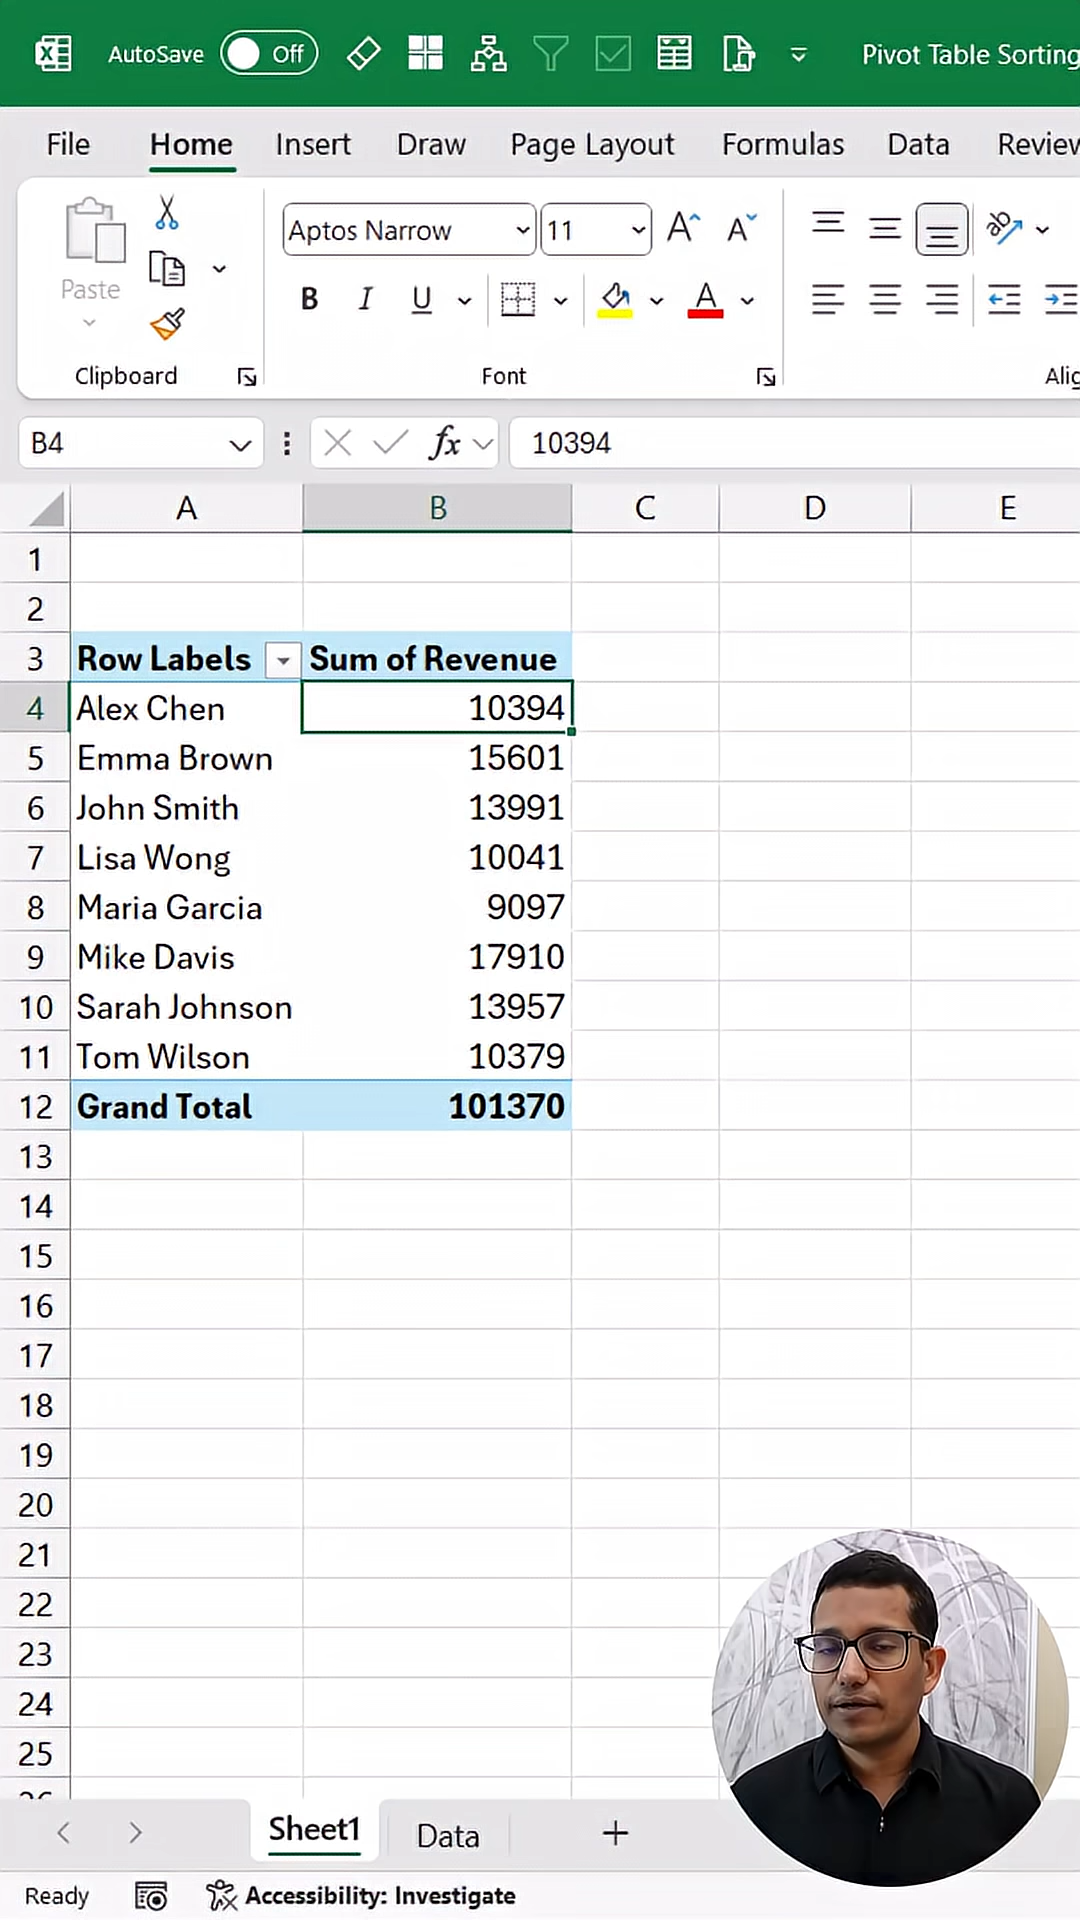 AutoSave Off Pivot Table Sorting
File Home Insert Draw Page Layout Formulas Data Review
Paste Aptos Narrow 11
B I U A
Clipboard Font Alig
B4 fx 10394
A B C D E
1
2
3 Row Labels Sum of Revenue
4 Alex Chen 10394
5 Emma Brown 15601
6 John Smith 13991
7 Lisa Wong 10041
8 Maria Garcia 9097
9 Mike Davis 17910
10 Sarah Johnson 13957
11 Tom Wilson 10379
12 Grand Total 101370
13
14
15
16
17
18
19
20
21
22
23
24
25
Sheet1 Data
Ready Accessibility: Investigate